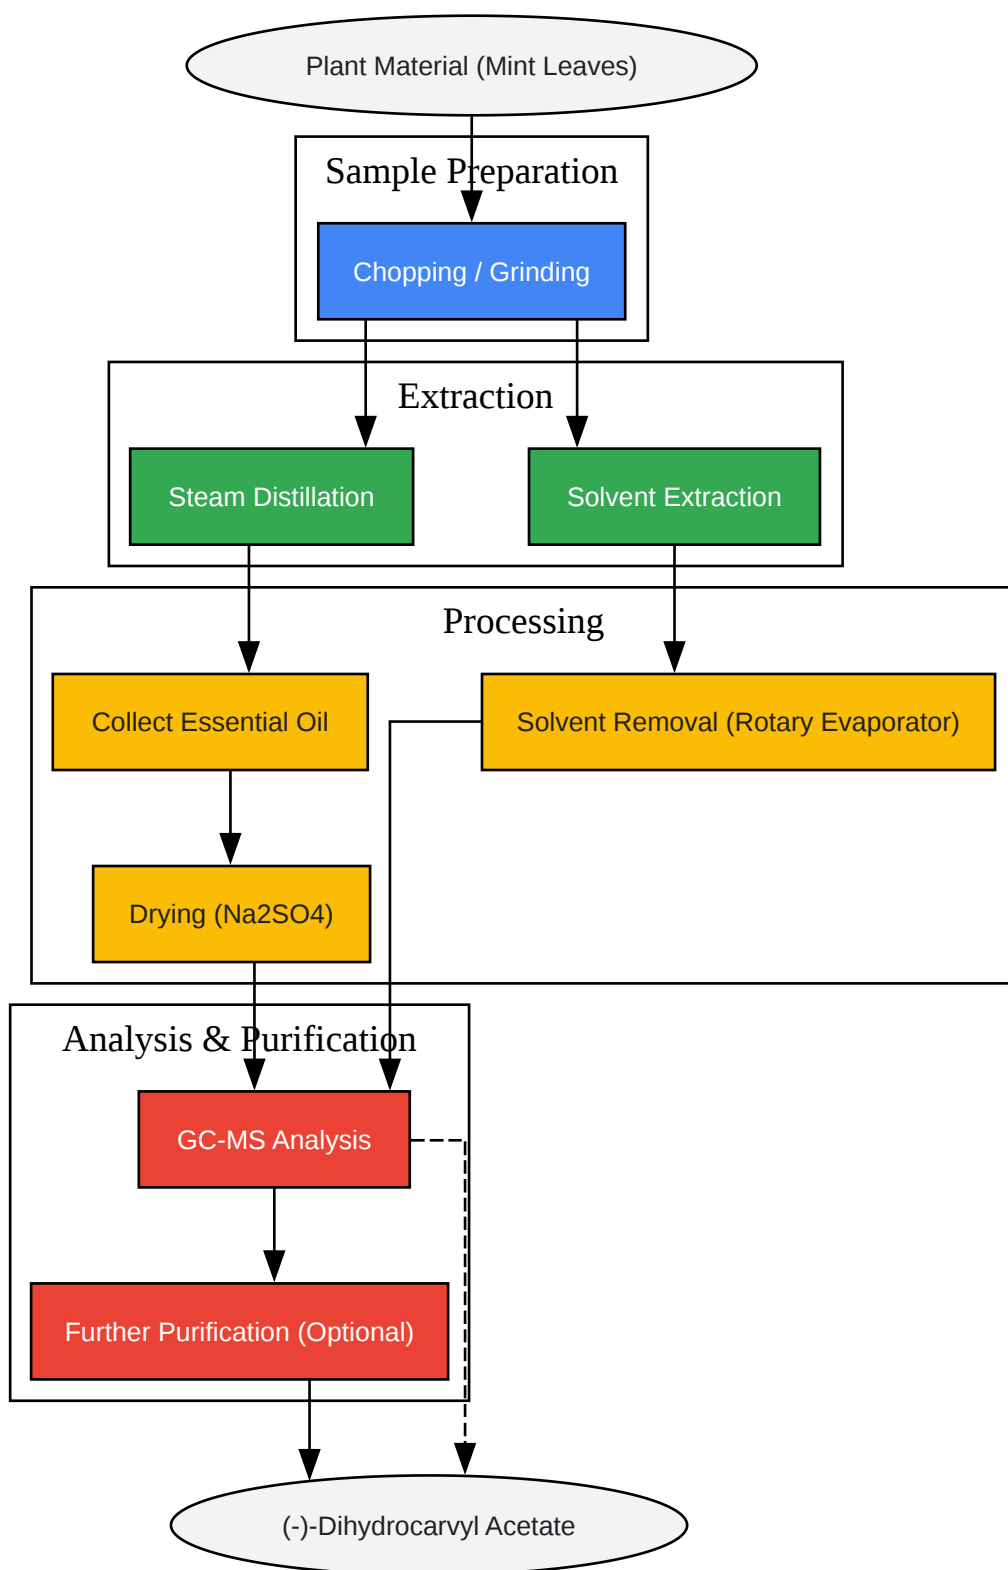 Plant Material (Mint Leaves)
Sample Preparation
Chopping / Grinding
Extraction
Steam Distillation
Solvent Extraction
Processing
Collect Essential Oil
Solvent Removal (Rotary Evaporator)
Drying (Na2SO4)
Analysis & Purification
GC-MS Analysis
Further Purification (Optional)
(-)-Dihydrocarvyl Acetate